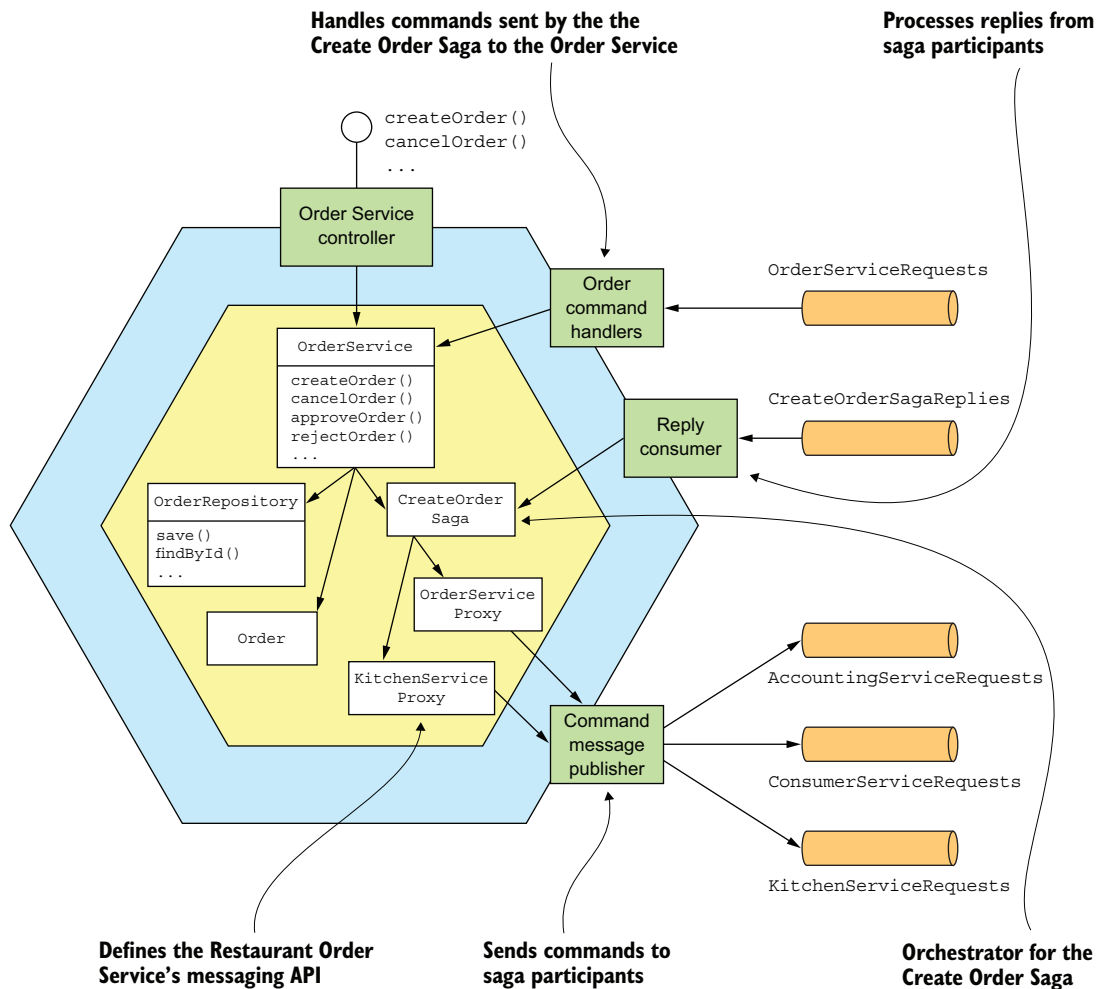 Handles commands sent by the the
Create Order Saga to the Order Service
Processes replies from
saga participants
createOrder()
cancelOrder()
...
Order Service
controller
OrderServiceRequests
Order
command
handlers
OrderService
createOrder()
cancelOrder()
approveOrder()
rejectOrder()
...
CreateOrderSagaReplies
Reply
consumer
OrderRepository
save()
findById()
...
CreateOrder
Saga
OrderService
Proxy
Order
KitchenService
Proxy
AccountingServiceRequests
Command
message
publisher
ConsumerServiceRequests
KitchenServiceRequests
Defines the Restaurant Order
Service's messaging API
Sends commands to
saga participants
Orchestrator for the
Create Order Saga